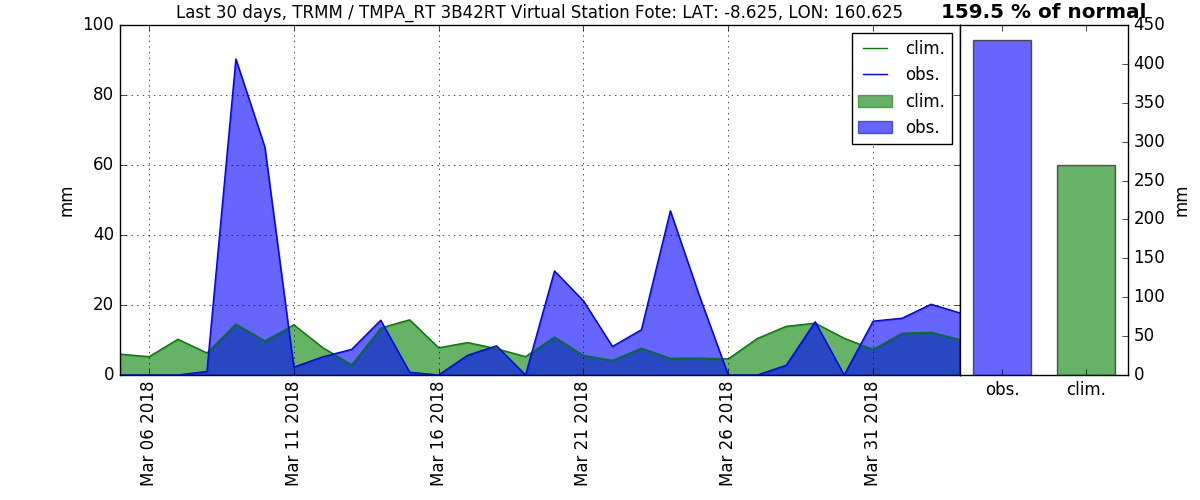 Last 30 days, TRMM / TMPA_RT 3B42RT Virtual Station Fote: LAT: -8.625, LON: 160.625
159.5 % of normal
100
80
60
40
20
0
mm
clim.
obs.
clim.
obs.
450
400
350
300
250
200
150
100
50
0
mm
Mar 06 2018
Mar 11 2018
Mar 16 2018
Mar 21 2018
Mar 26 2018
Mar 31 2018
obs.
clim.